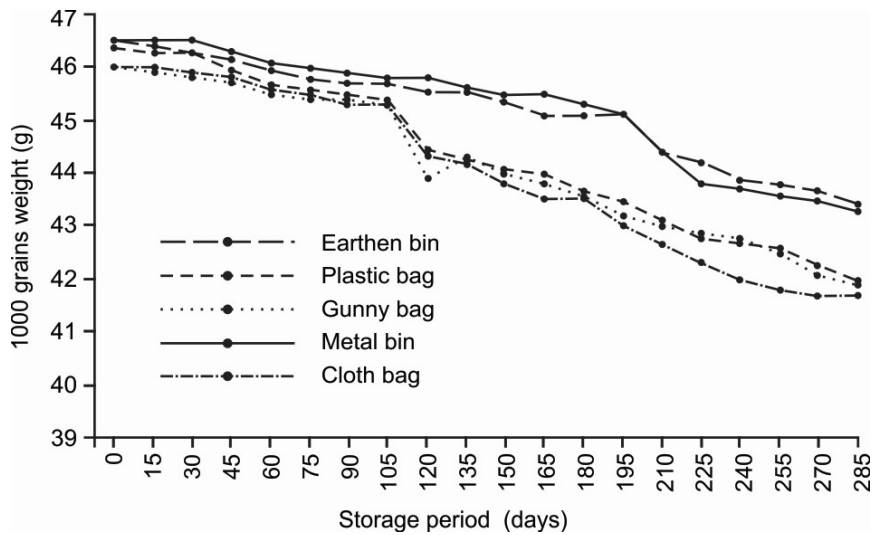 47
46
45
44
43
42
41
40
39
1000 grains weight (g)
Earthen bin
Plastic bag
Gunny bag
Metal bin
Cloth bag
0 15 30 45 60 75 90 105 120 135 150 165 180 195 210 225 240 255 270 285
Storage period (days)